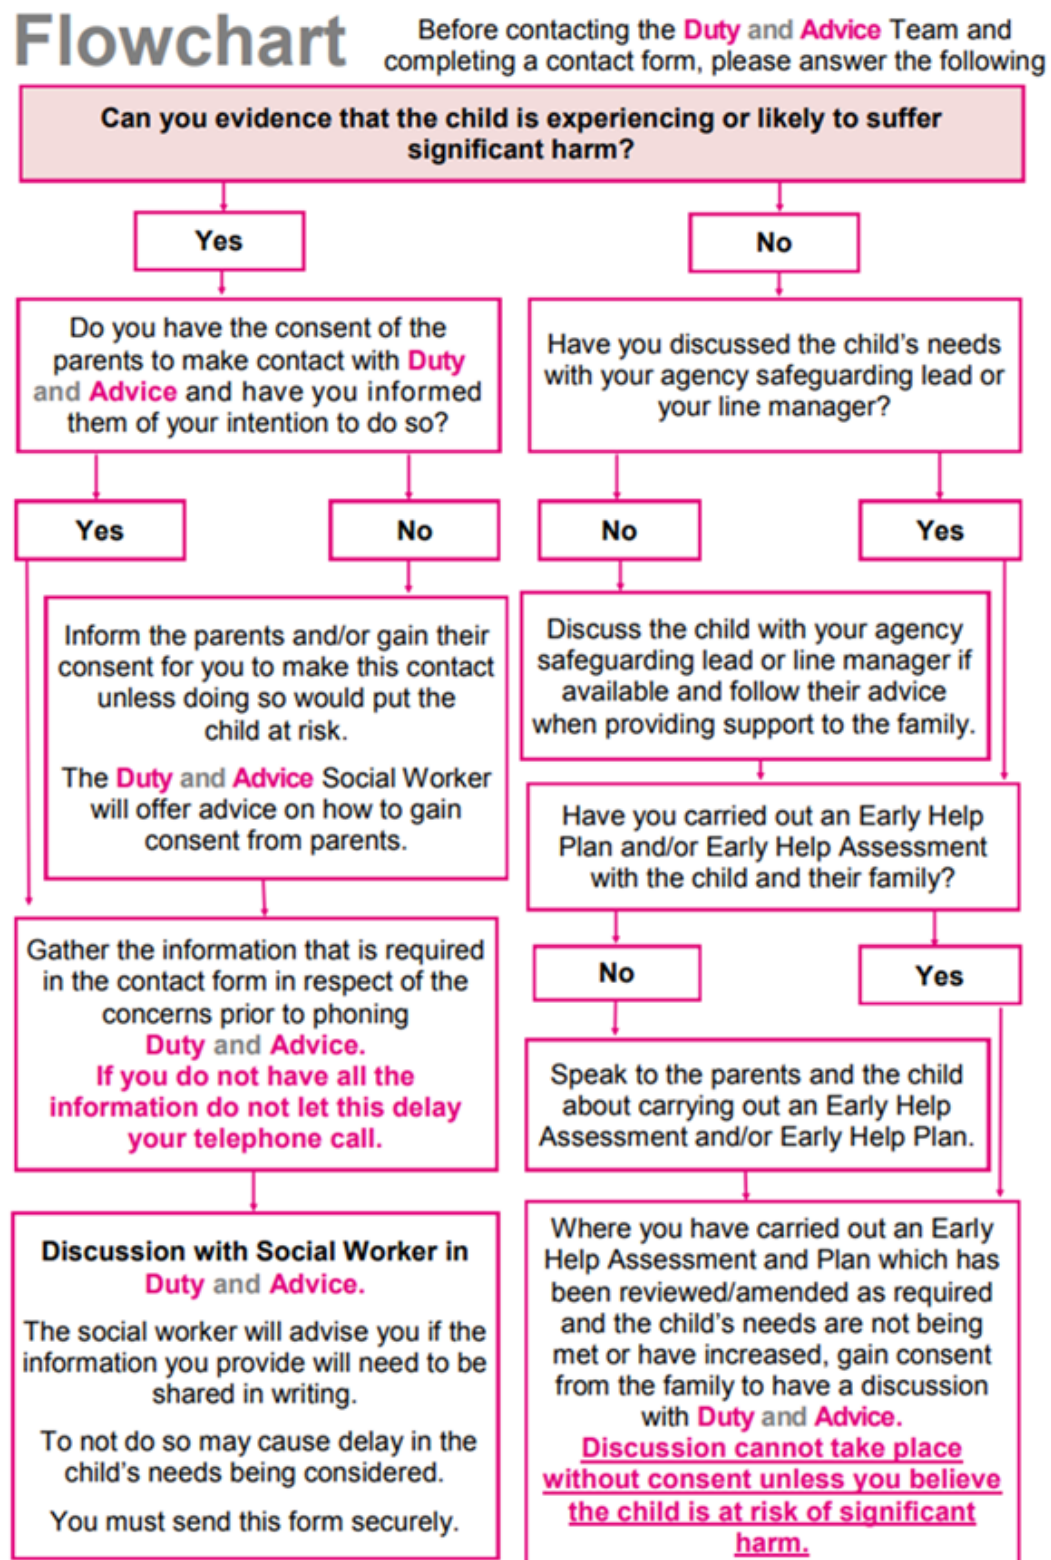 Flowchart
Before contacting the Duty and Advice Team and
completing a contact form, please answer the following
Can you evidence that the child is experiencing or likely to suffer
significant harm?
Yes
No
Do you have the consent of the
parents to make contact with Duty
and Advice and have you informed
them of your intention to do so?
Have you discussed the child's needs
with your agency safeguarding lead or
your line manager?
Yes
No
No
Yes
Inform the parents and/or gain their
consent for you to make this contact
unless doing so would put the
child at risk.
The Duty and Advice Social Worker
will offer advice on how to gain
consent from parents.
Discuss the child with your agency
safeguarding lead or line manager if
available and follow their advice
when providing support to the family.
Have you carried out an Early Help
Plan and/or Early Help Assessment
with the child and their family?
Gather the information that is required
in the contact form in respect of the
concerns prior to phoning
Duty and Advice.
If you do not have all the
information do not let this delay
your telephone call.
No
Yes
Speak to the parents and the child
about carrying out an Early Help
Assessment and/or Early Help Plan.
Discussion with Social Worker in
Duty and Advice.
The social worker will advise you if the
information you provide will need to be
shared in writing.
To not do so may cause delay in the
child's needs being considered.
You must send this form securely.
Where you have carried out an Early
Help Assessment and Plan which has
been reviewed/amended as required
and the child's needs are not being
met or have increased, gain consent
from the family to have a discussion
with Duty and Advice.
Discussion cannot take place
without consent unless you believe
the child is at risk of significant
harm.